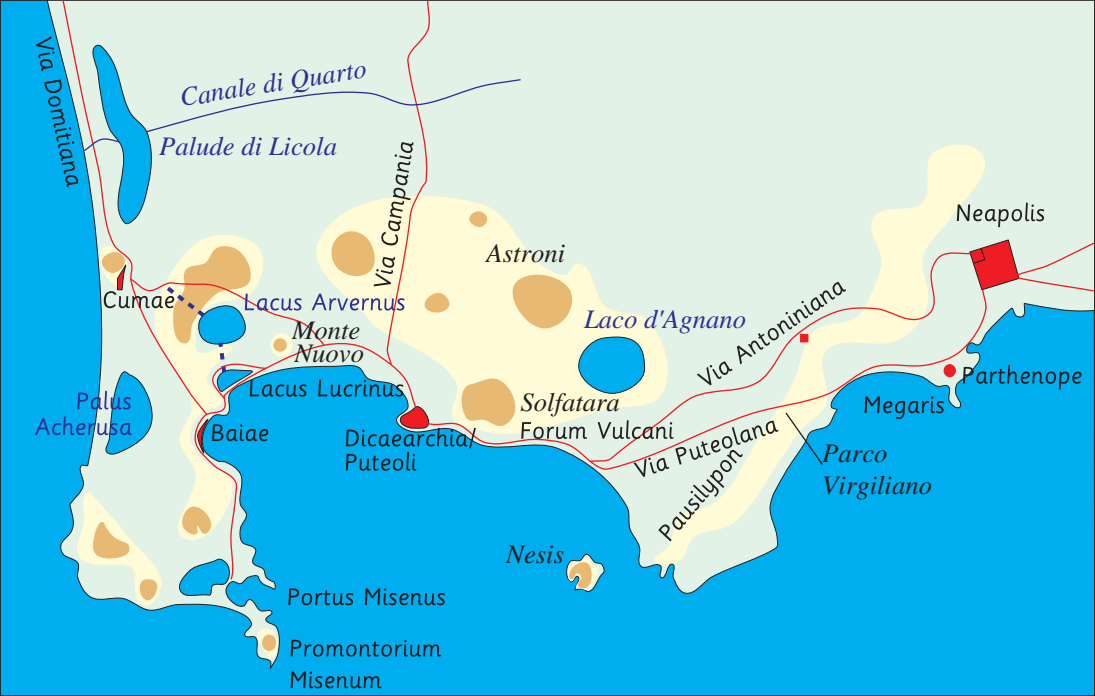 Via Domitiana
Canale di Quarto
Palude di Licola
Via Campania
Neapolis
Astroni
Cumae
Lacus Arvernus
Monte
Nuovo
Laco d'Agnano
Via Antoniniana
Lacus Lucrinus
Parthenope
Palus
Acherusa
Solfatara
Forum Vulcani
Megaris
Baiae
Dicaearchia/
Puteoli
Via Puteolana
Pausilypon
Parco
Virgiliano
Nesis
Portus Misenus
Promontorium
Misenum